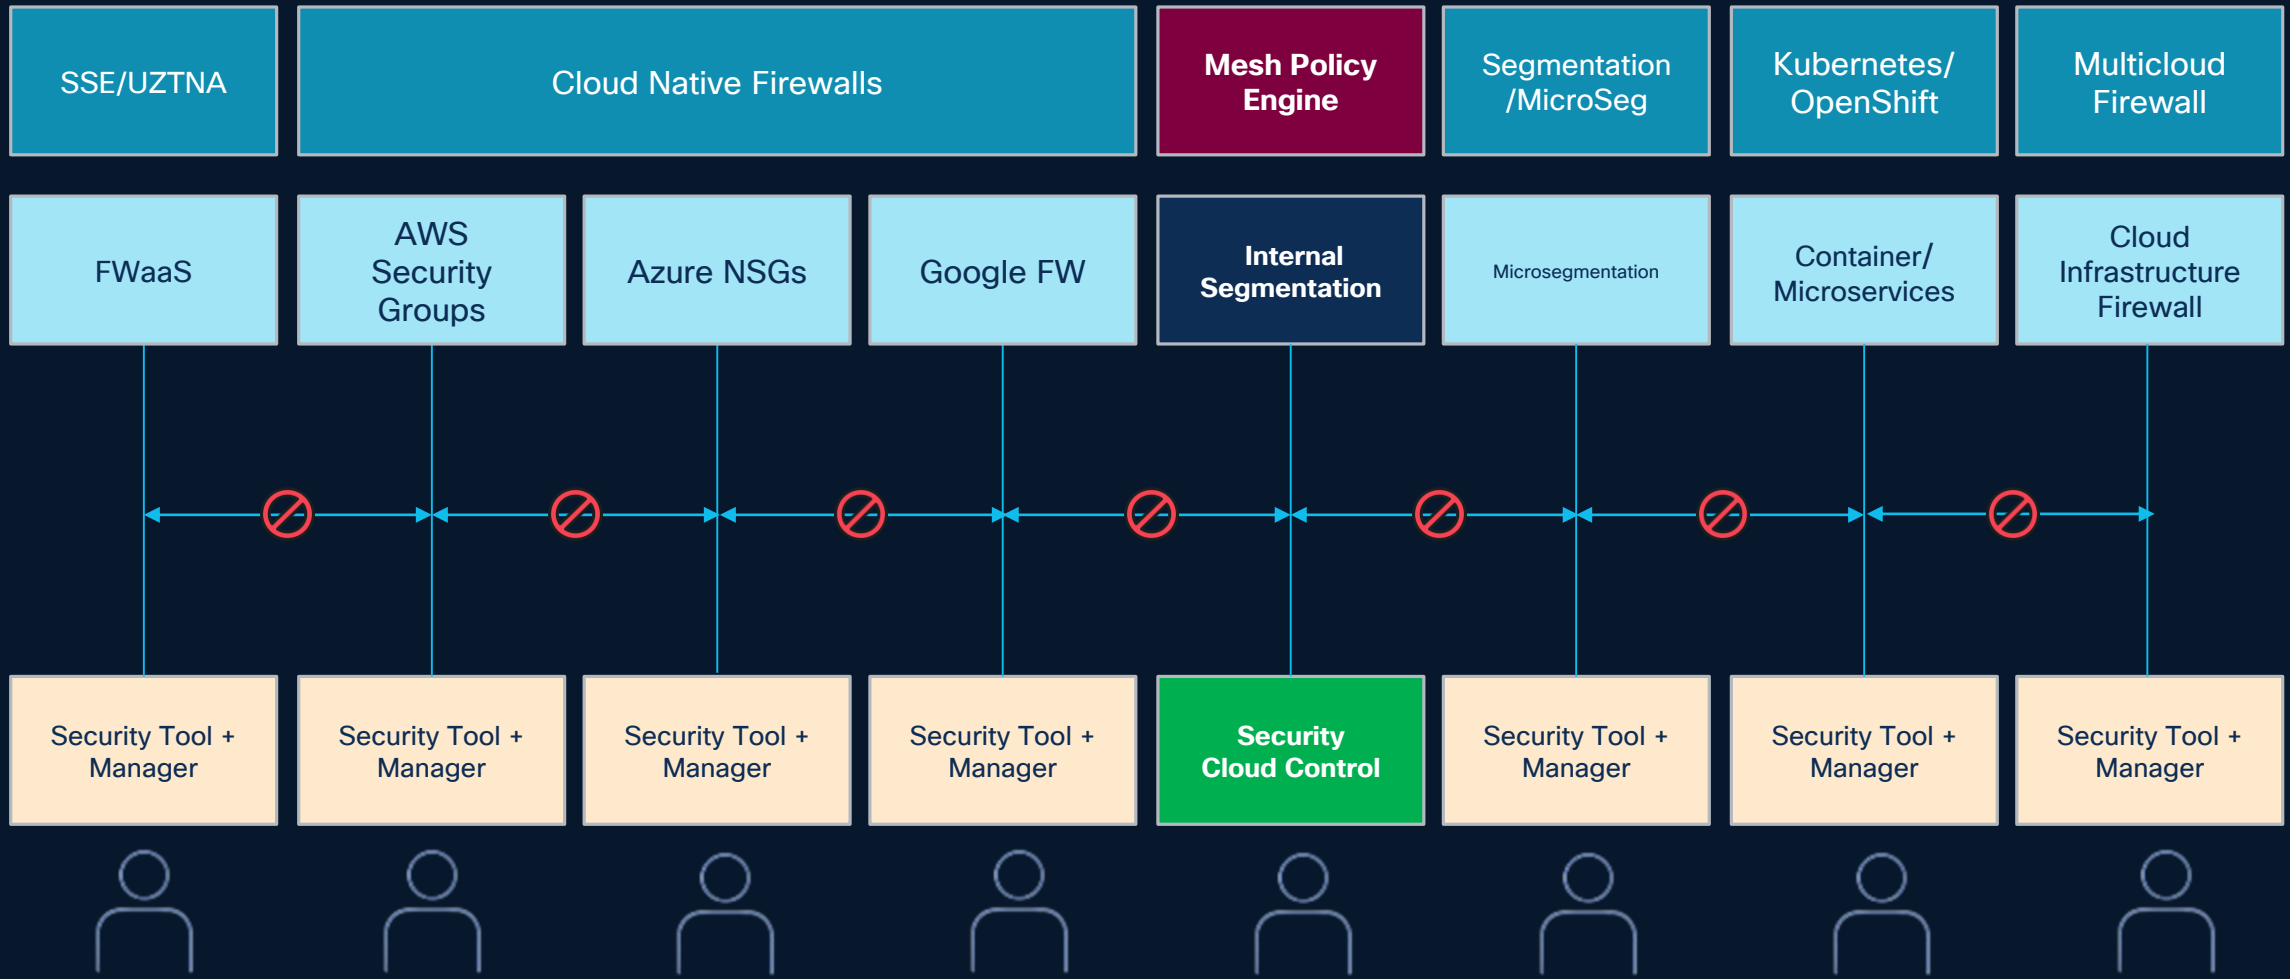 SSE/UZTNA
Cloud Native Firewalls
Mesh Policy
Engine
Segmentation
/MicroSeg
Kubernetes/
OpenShift
Multicloud
Firewall
FWaaS
AWS
Security
Groups
Azure NSGs
Google FW
Internal
Segmentation
Microsegmentation
Container/
Microservices
Cloud
Infrastructure
Firewall
Security Tool +
Manager
Security Tool +
Manager
Security Tool +
Manager
Security Tool +
Manager
Security
Cloud Control
Security Tool +
Manager
Security Tool +
Manager
Security Tool +
Manager